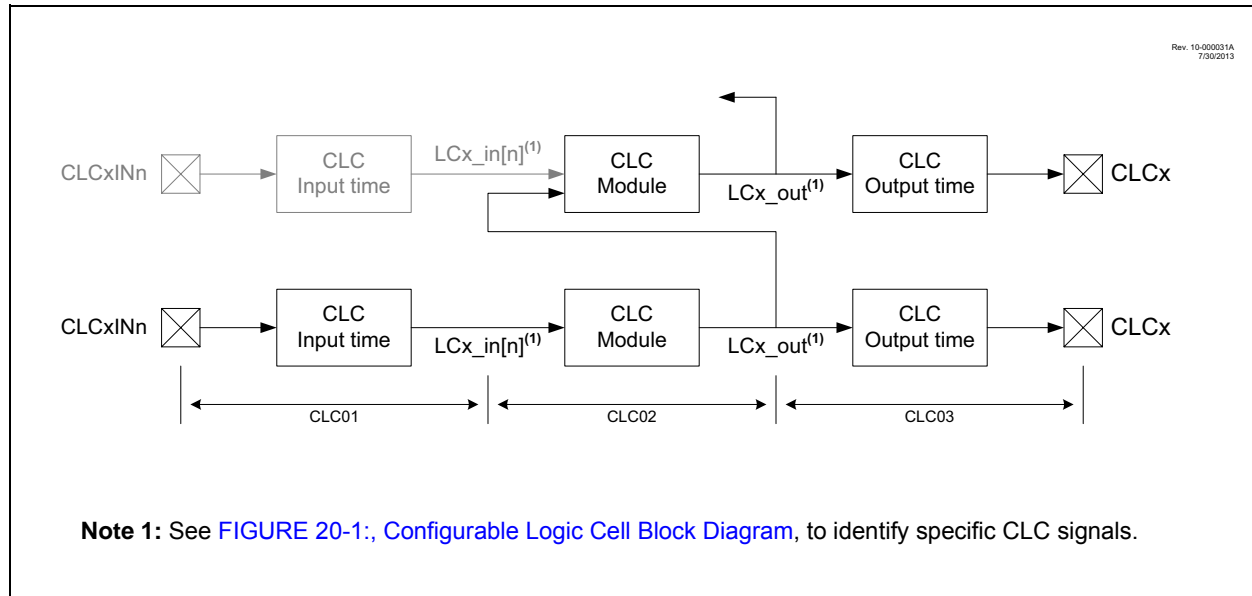 Rev. 10-000031A
7/30/2013
CLCxINn
CLC
Input time
LCx_in[n](1)
CLC
Module
LCx_out(1)
CLC
Output time
CLCx
CLCxINn
CLC
Input time
LCx_in[n](1)
CLC
Module
LCx_out(1)
CLC
Output time
CLCx
CLC01
CLC02
CLC03
Note 1: See FIGURE 20-1:, Configurable Logic Cell Block Diagram, to identify specific CLC signals.